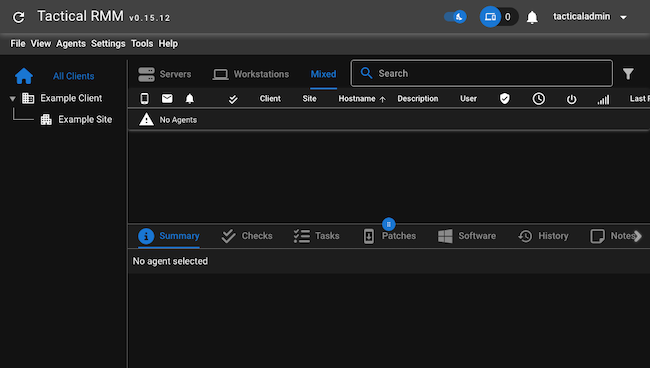 Tactical RMM v0.15.12 0 tacticaladmin
File View Agents Settings Tools Help
All Clients
Example Client
Example Site
Servers Workstations Mixed Search
Client Site Hostname Description User Last R
No Agents
Summary Checks Tasks Patches Software History Notes
No agent selected